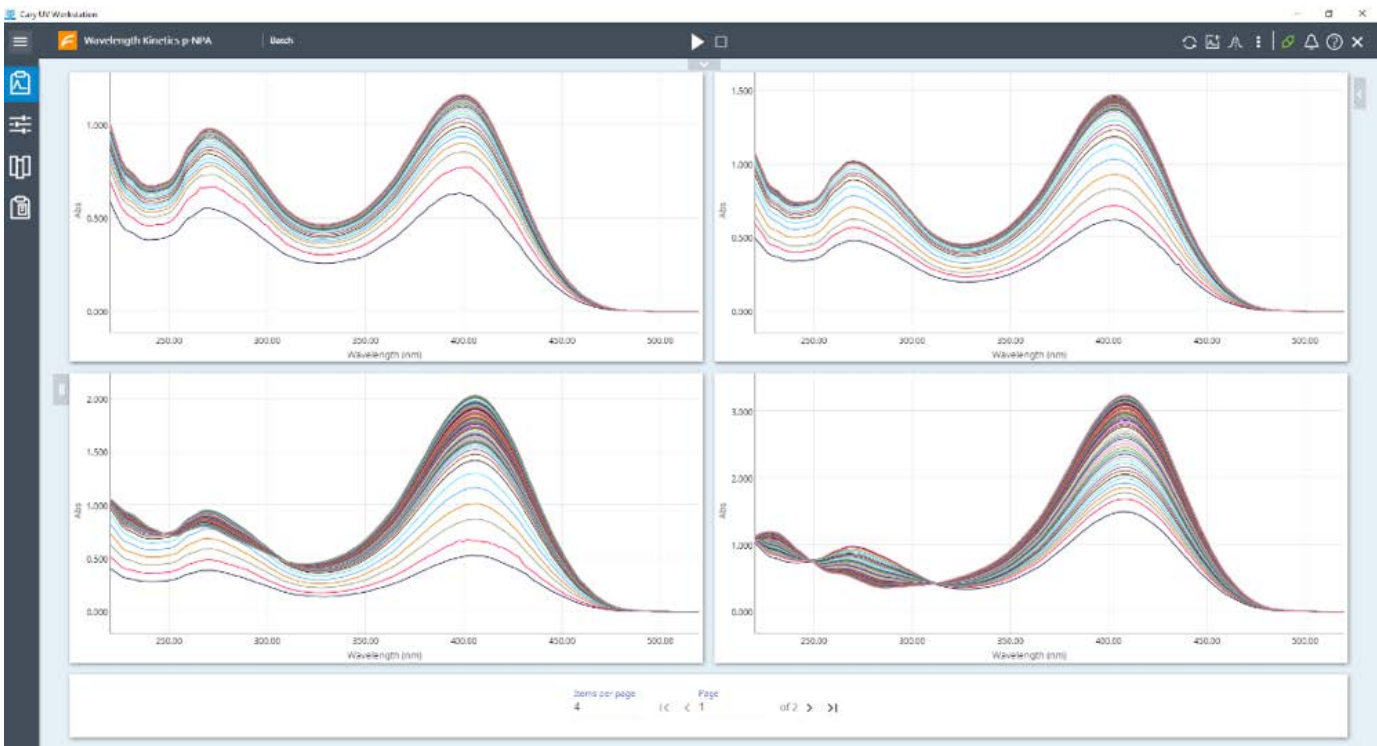 Cary UV Workstation
Wavelength Kinetics p-NPA
Batch
1.000
0.500
0.000
Abs
250.00 300.00 350.00 400.00 450.00 500.00
Wavelength (nm)
1.500
1.000
0.500
0.000
Abs
250.00 300.00 350.00 400.00 450.00 500.00
Wavelength (nm)
2.000
1.500
1.000
0.500
0.000
Abs
250.00 300.00 350.00 400.00 450.00 500.00
Wavelength (nm)
3.000
2.000
1.000
0.000
Abs
250.00 300.00 350.00 400.00 450.00 500.00
Wavelength (nm)
Items per page
4
Page
1
of 2